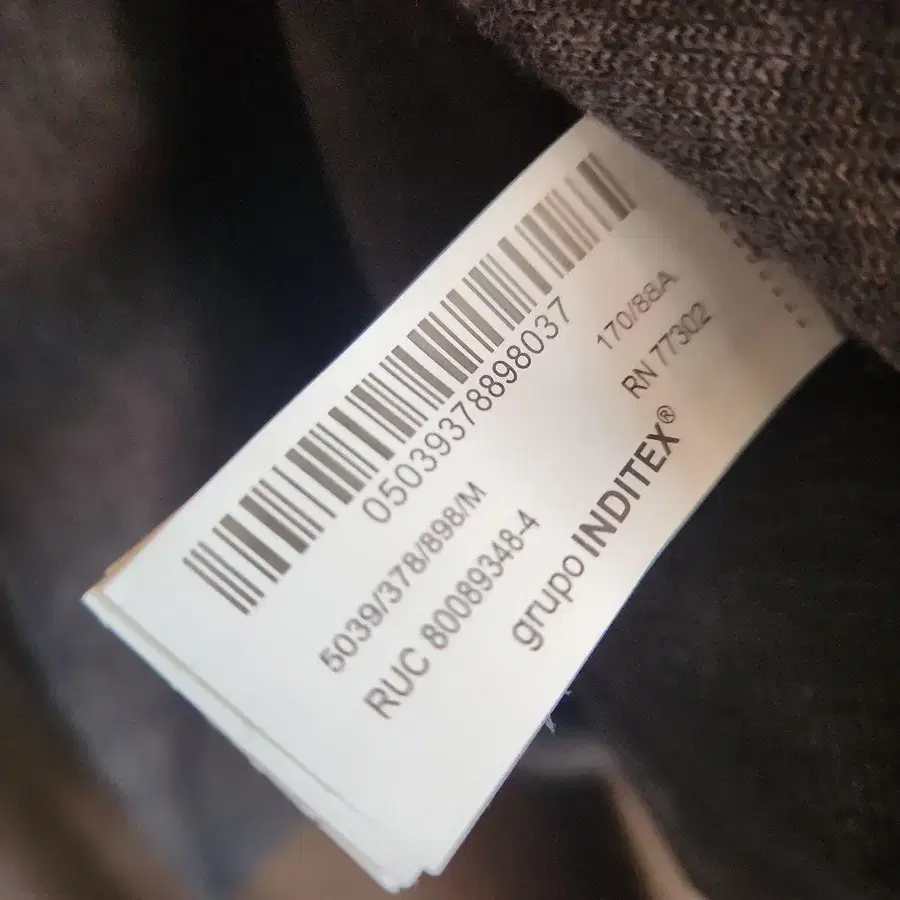 05039378898037
5039/378/898/M
170/88A
RUC 80089348-4
RN 77302
grupo INDITEX®